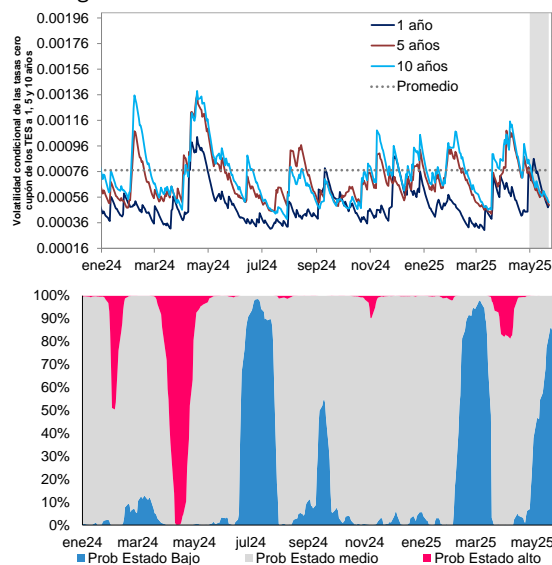 Volatilidad condicional de las tasas cero
cupón de los TES a 1, 5 y 10 años
0.00196
0.00176
0.00156
0.00136
0.00116
0.00096
0.00076
0.00056
0.00036
0.00016
1 año
5 años
10 años
Promedio
ene24 mar24 may24 jul24 sep24 nov24 ene25 mar25 may25
100%
90%
80%
70%
60%
50%
40%
30%
20%
10%
0%
ene24 mar24 may24 jul24 sep24 nov24 ene25 mar25 may25
Prob Estado Bajo Prob Estado medio Prob Estado alto